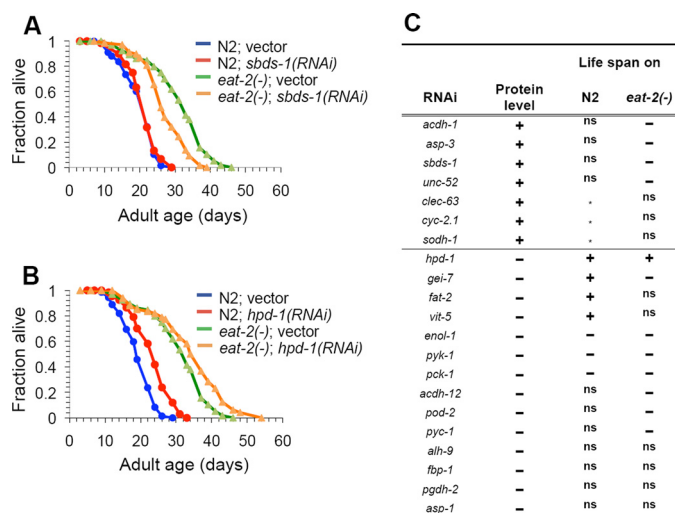 A
N2; vector
N2; sbds-1(RNAi)
eat-2(-); vector
eat-2(-); sbds-1(RNAi)
Fraction alive
1
0.8
0.6
0.4
0.2
0
0 10 20 30 40 50 60
Adult age (days)
B
N2; vector
N2; hpd-1(RNAi)
eat-2(-); vector
eat-2(-); hpd-1(RNAi)
Fraction alive
1
0.8
0.6
0.4
0.2
0
0 10 20 30 40 50 60
Adult age (days)
C
Life span on
RNAi Protein level N2 eat-2(-)
acdh-1 + ns −
asp-3 + ns −
sbds-1 + ns −
unc-52 + ns −
clec-63 + . ns
cyc-2.1 + . ns
sodh-1 + . ns
hpd-1 − + +
gei-7 − + −
fat-2 − + ns
vit-5 − + ns
enol-1 − − −
pyk-1 − − −
pck-1 − − −
acdh-12 − ns −
pod-2 − ns −
pyc-1 − ns −
alh-9 − ns ns
fbp-1 − ns ns
pgdh-2 − ns ns
asp-1 − ns ns